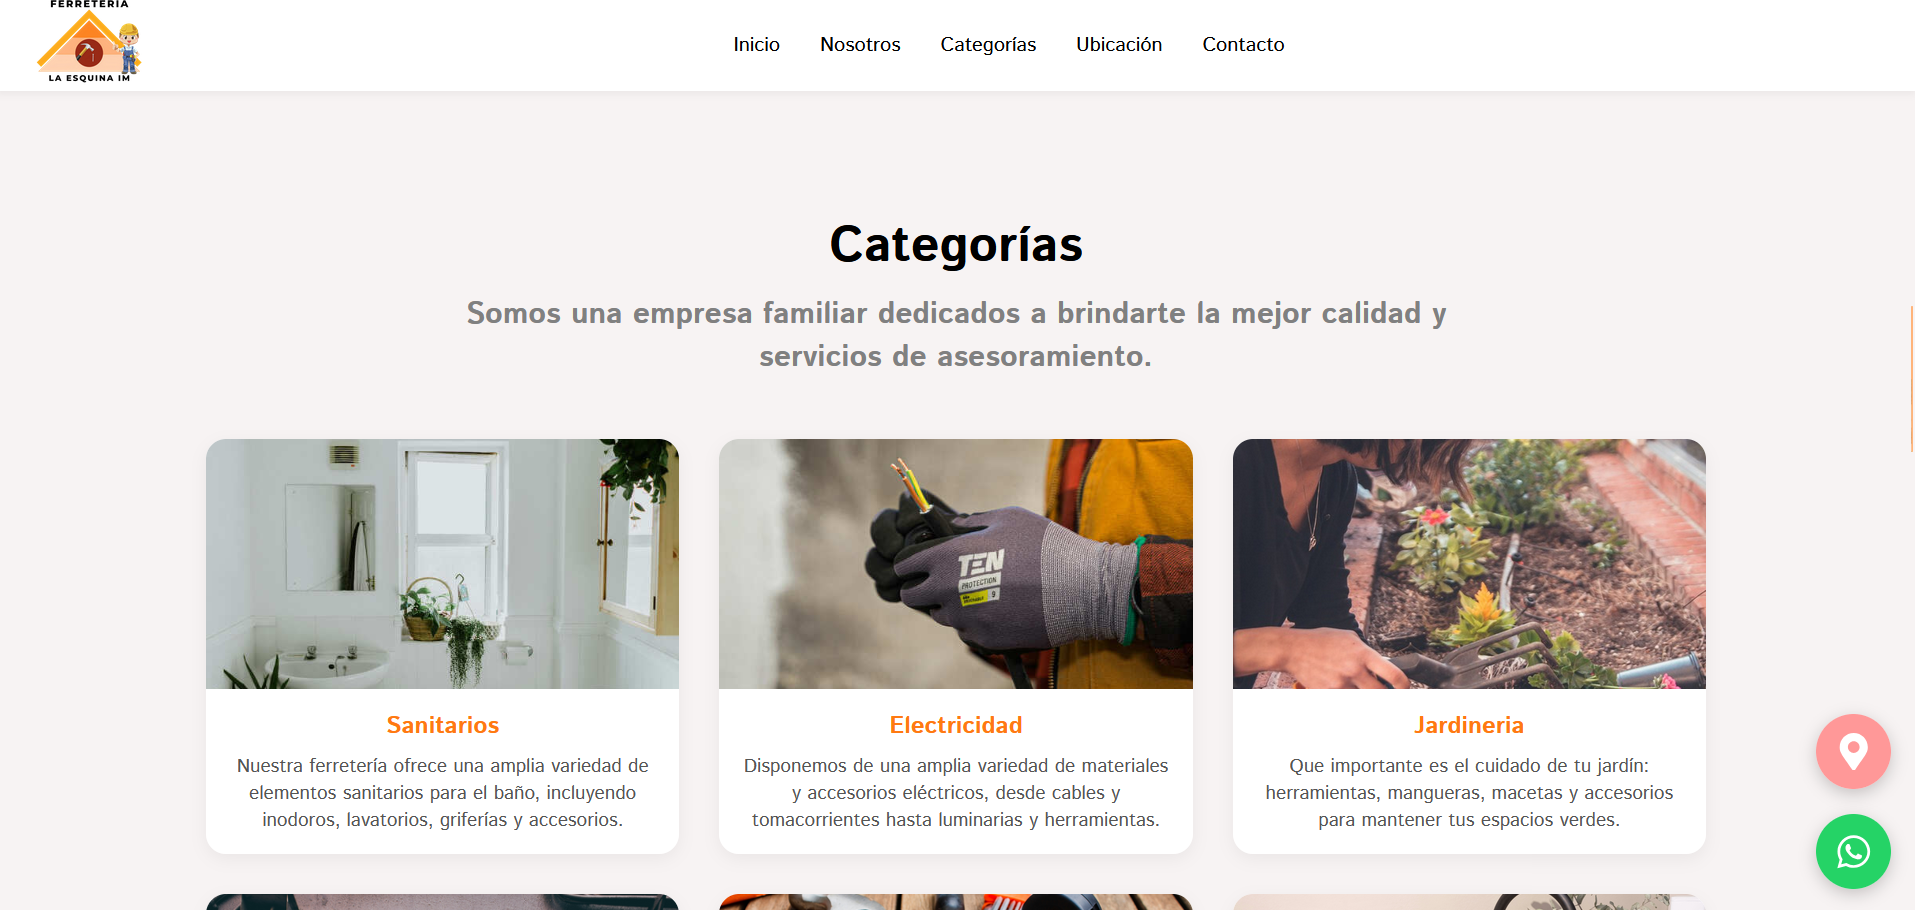 FERRETERIA
LA ESQUINA IM
Inicio Nosotros Categorías Ubicación Contacto
Categorías
Somos una empresa familiar dedicados a brindarte la mejor calidad y
servicios de asesoramiento.
TEN
PROTECTION
9
Sanitarios
Nuestra ferretería ofrece una amplia variedad de
elementos sanitarios para el baño, incluyendo
inodoros, lavatorios, griferías y accesorios.
Electricidad
Disponemos de una amplia variedad de materiales
y accesorios eléctricos, desde cables y
tomacorrientes hasta luminarias y herramientas.
Jardineria
Que importante es el cuidado de tu jardín:
herramientas, mangueras, macetas y accesorios
para mantener tus espacios verdes.